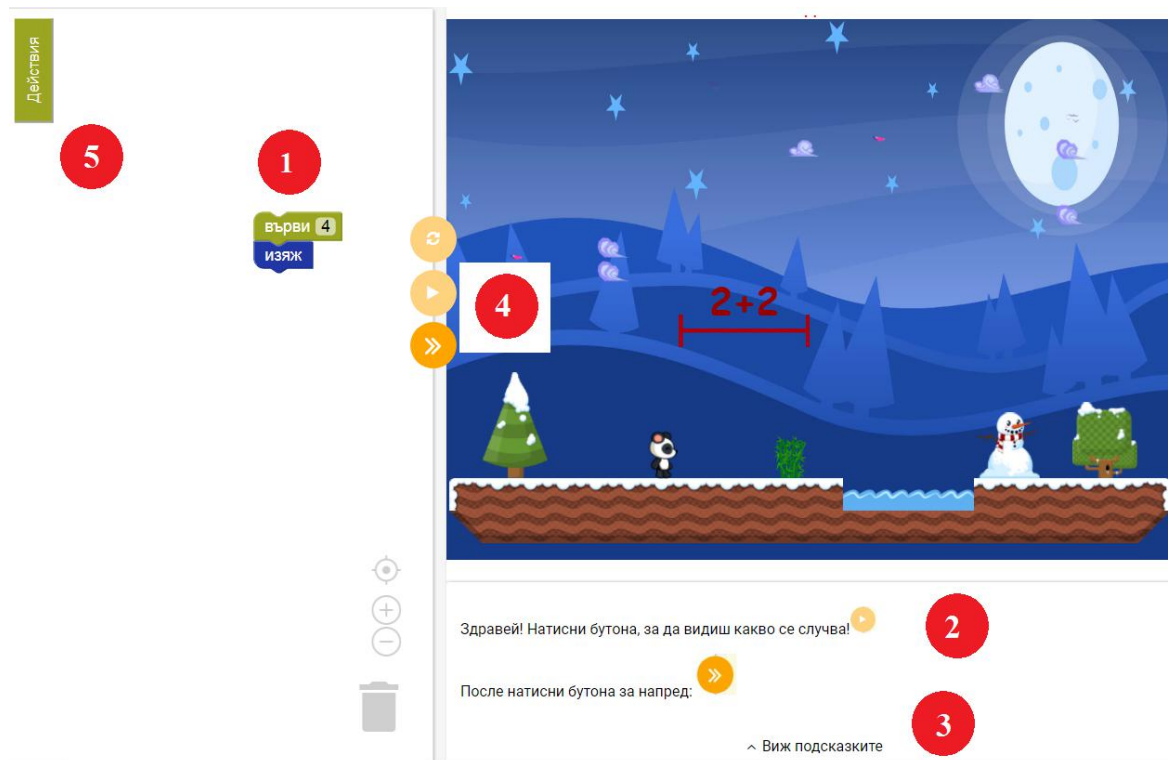 Действия
5
1
върви 4
изяж
4
2+2
Здравей! Натисни бутона, за да видиш какво се случва!
2
После натисни бутона за напред:
3
Виж подсказките